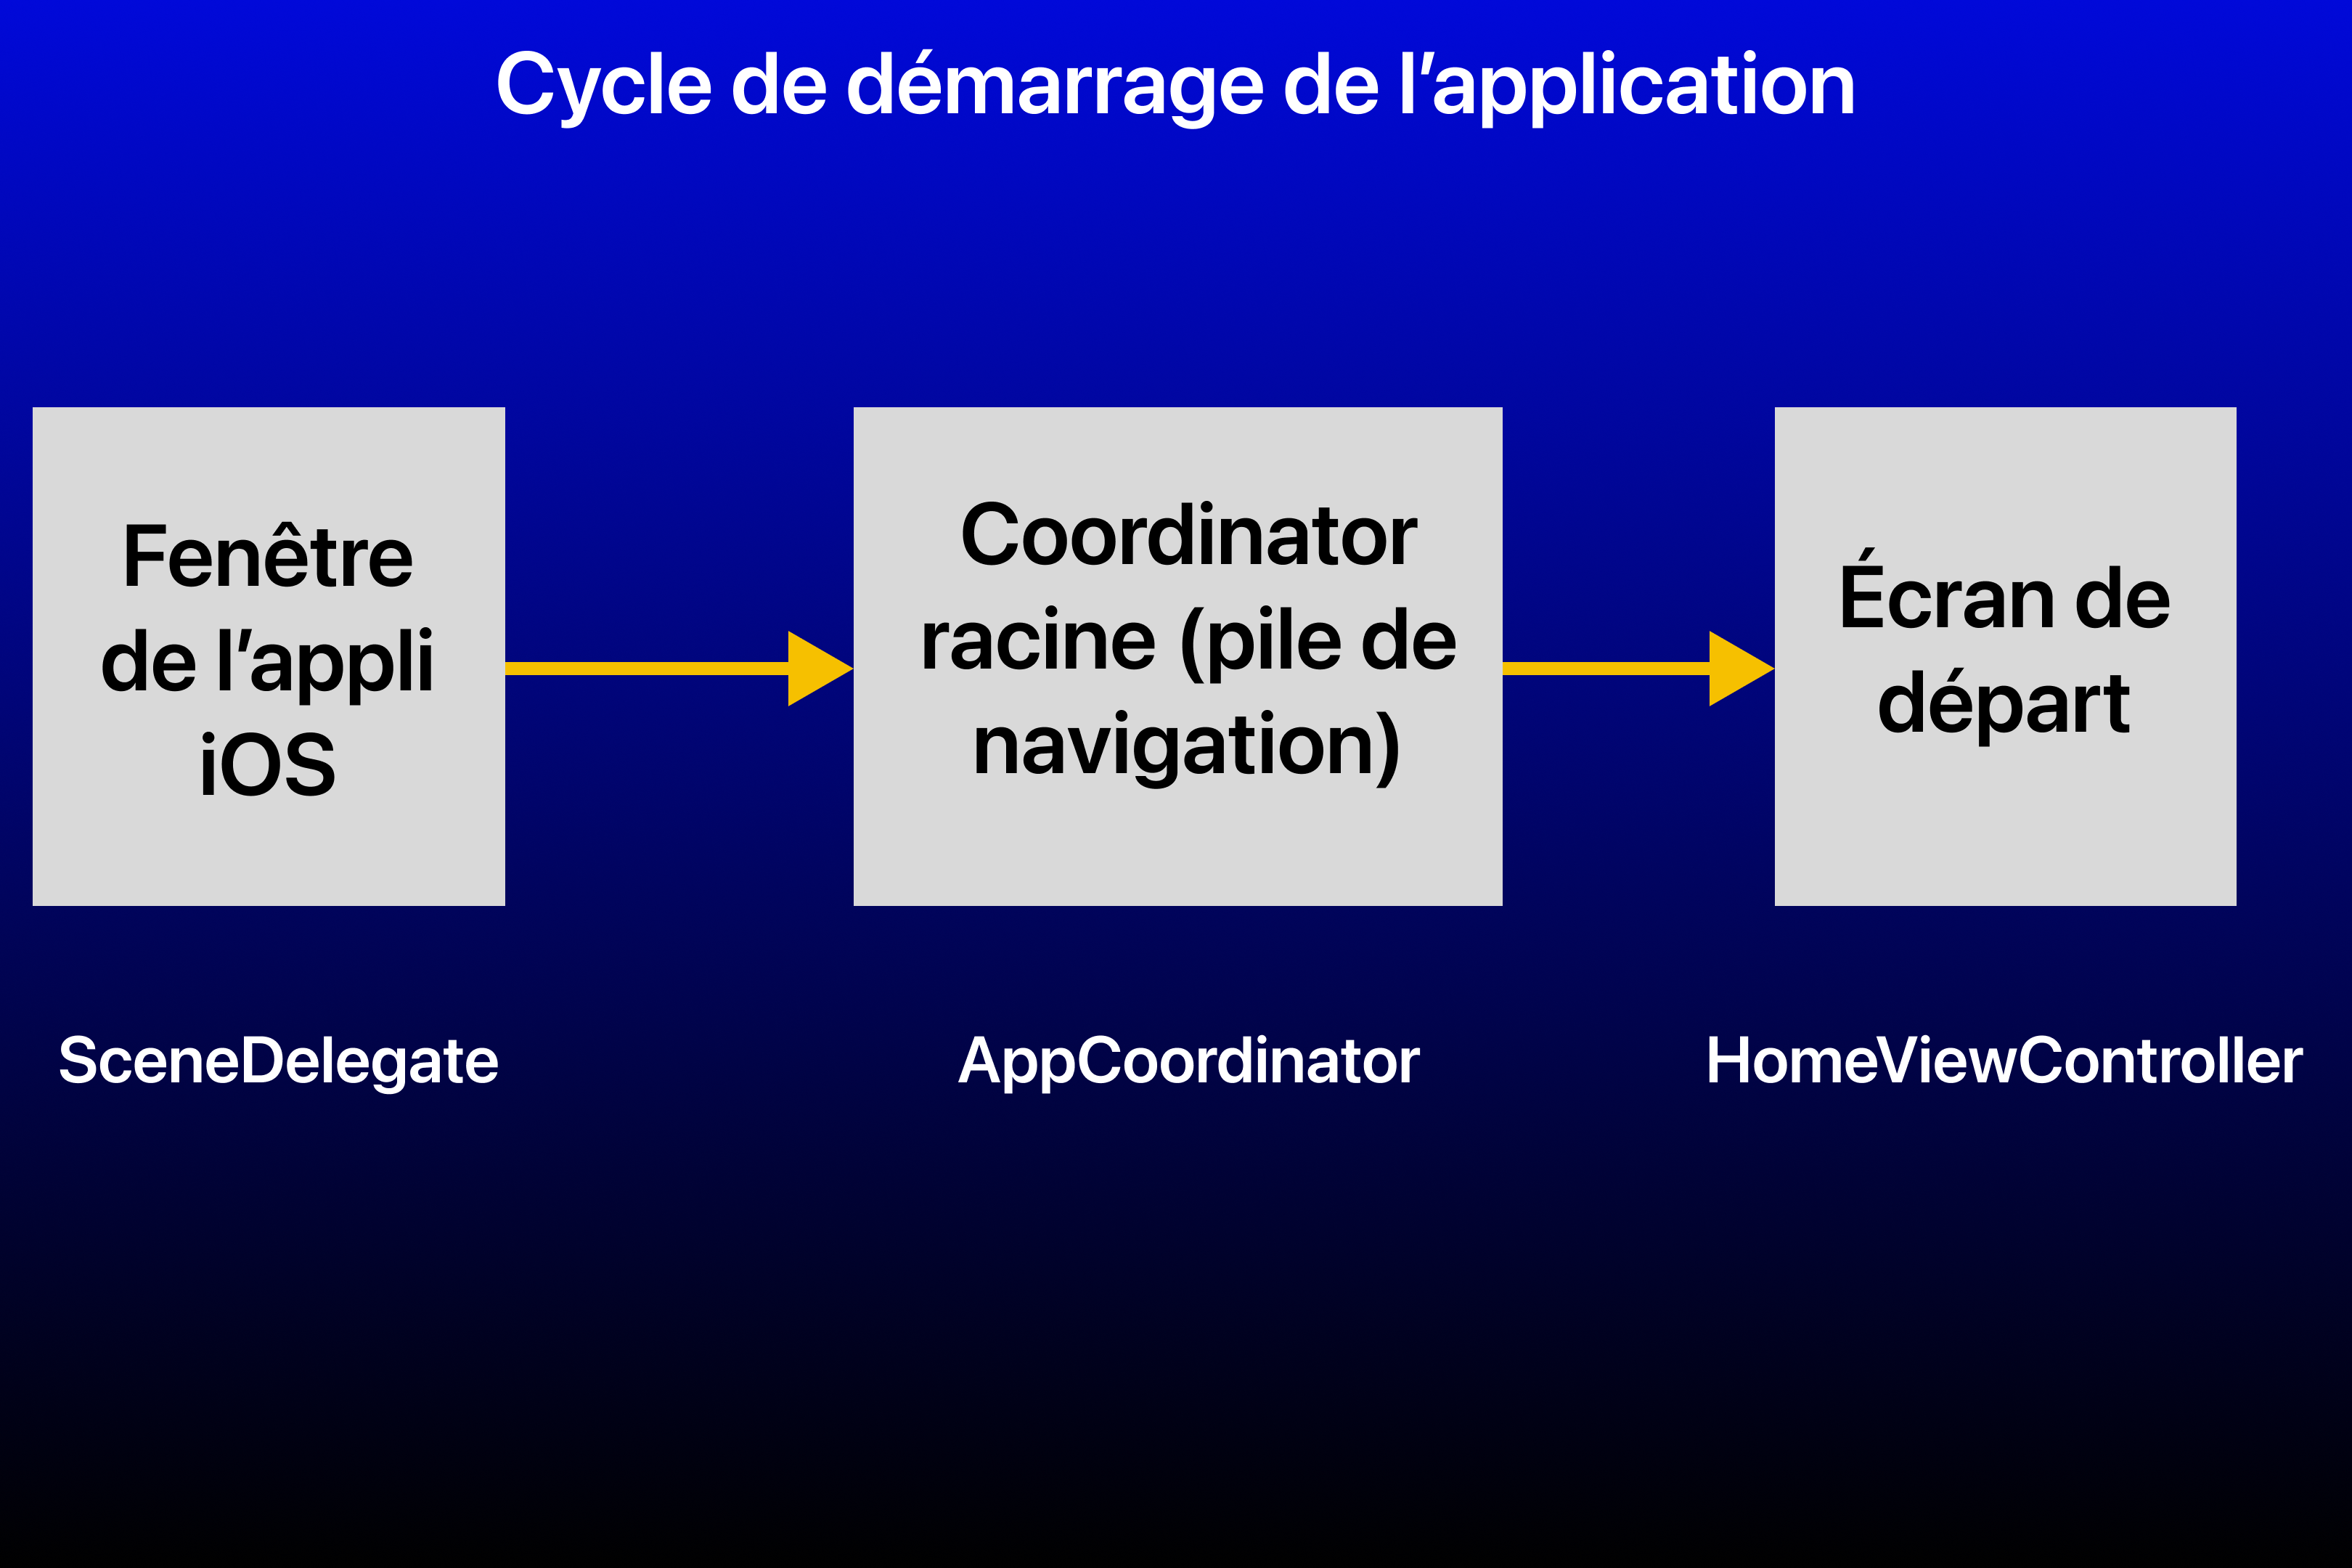 Cycle de démarrage de l’application
Fenêtre
de l’appli
iOS
Coordinator
racine (pile de
navigation)
Écran de
départ
SceneDelegate
AppCoordinator
HomeViewController